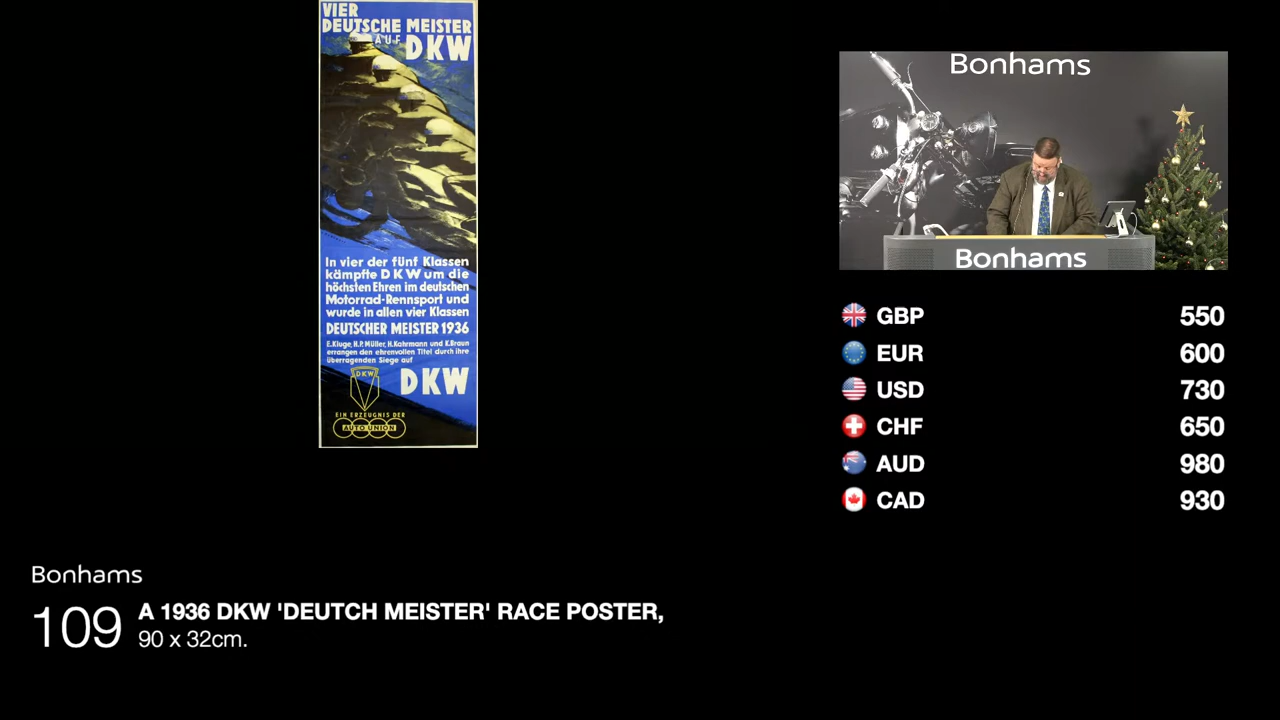 VIER
DEUTSCHE MEISTER
AUF DKW
In vier der fünf Klassen
kämpfte DKW um die
höchsten Ehren im deutschen
Motorrad-Rennsport und
wurde in allen vier Klassen
DEUTSCHER MEISTER 1936
E.Kluge, H.P. Müller, H.Kahrmann und K.Braun
errangen den ehrenvollen Titel durch ihre
überragenden Siege auf
DKW
DKW
EIN ERZEUGNIS DER
AUTO UNION
Bonhams
Bonhams
GBP 550
EUR 600
USD 730
CHF 650
AUD 980
CAD 930
Bonhams
109
A 1936 DKW 'DEUTCH MEISTER' RACE POSTER,
90 x 32cm.